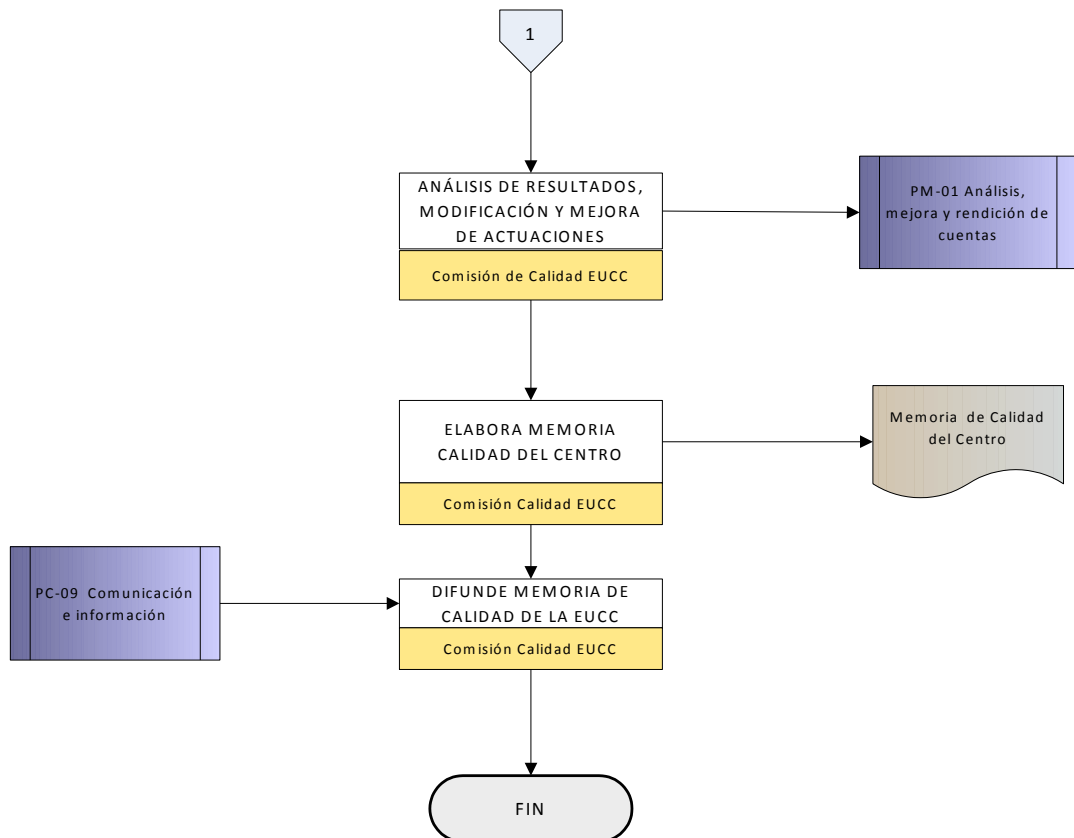 1
ANÁLISIS DE RESULTADOS,
MODIFICACIÓN Y MEJORA
DE ACTUACIONES
Comisión de Calidad EUCC
PM-01 Análisis,
mejora y rendición de
cuentas
ELABORA MEMORIA
CALIDAD DEL CENTRO
Comisión Calidad EUCC
Memoria de Calidad
del Centro
PC-09 Comunicación
e información
DIFUNDE MEMORIA DE
CALIDAD DE LA EUCC
Comisión Calidad EUCC
FIN